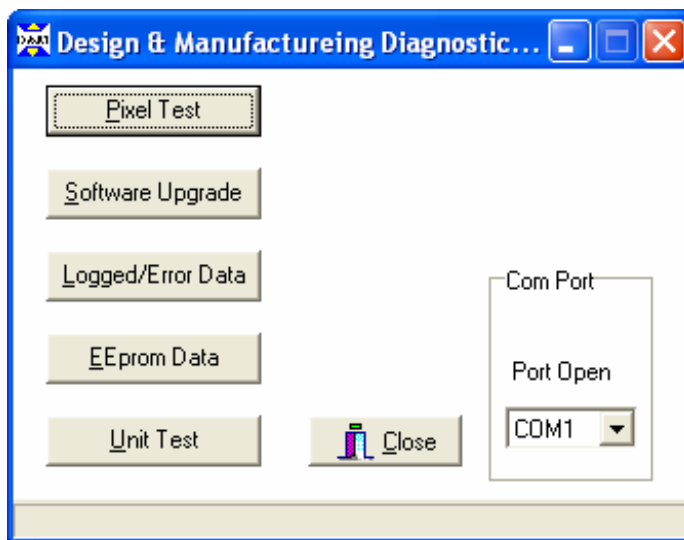 Design & Manufactureing Diagnostic...
Pixel Test
Software Upgrade
Logged/Error Data
EEprom Data
Unit Test
Close
Com Port
Port Open
COM1